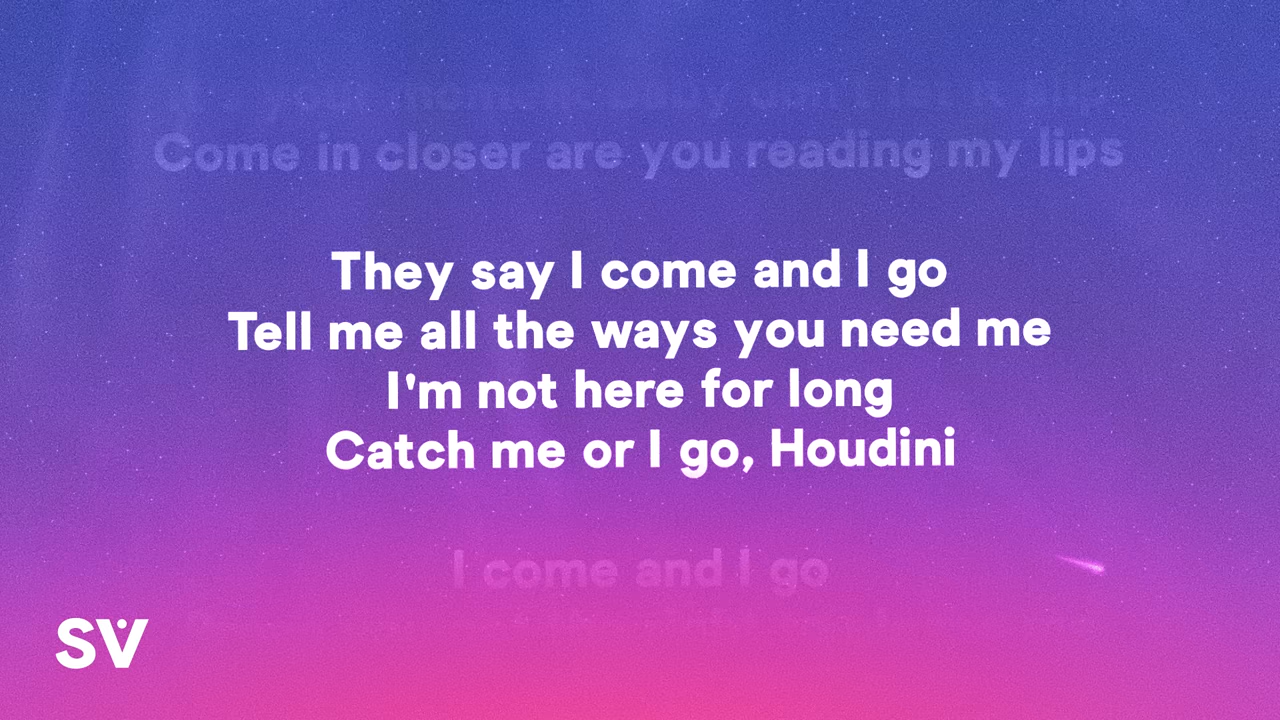 Come in closer are you reading my lips
They say I come and I go
Tell me all the ways you need me
I'm not here for long
Catch me or I go, Houdini
I come and I go
SV